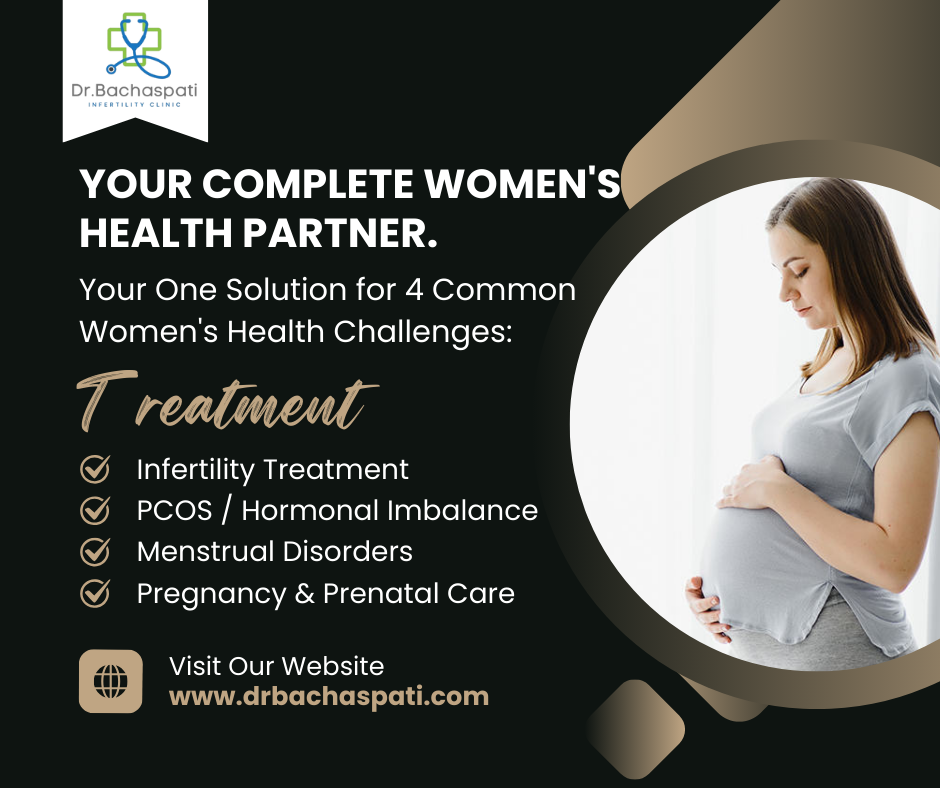 Dr.Bachaspati
INFERTILITY CLINIC
YOUR COMPLETE WOMEN'S
HEALTH PARTNER.
Your One Solution for 4 Common
Women's Health Challenges:
T reatment
Infertility Treatment
PCOS / Hormonal Imbalance
Menstrual Disorders
Pregnancy & Prenatal Care
Visit Our Website
www.drbachaspati.com